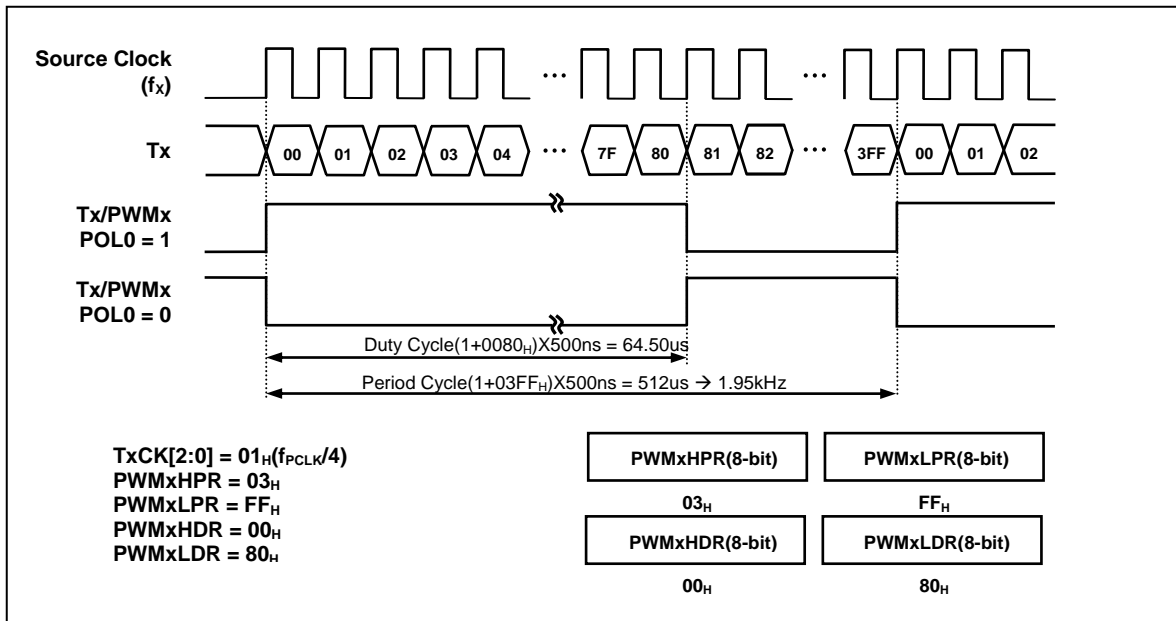 Source Clock
(fX)
Tx
00 01 02 03 04 ... 7F 80 81 82 ... 3FF 00 01 02
Tx/PWMx
POL0 = 1
Tx/PWMx
POL0 = 0
Duty Cycle(1+0080H)X500ns = 64.50us
Period Cycle(1+03FFH)X500ns = 512us → 1.95kHz
TxCK[2:0] = 01H(fPCLK/4)
PWMxHPR = 03H
PWMxLPR = FFH
PWMxHDR = 00H
PWMxLDR = 80H
PWMxHPR(8-bit) PWMxLPR(8-bit)
03H FFH
PWMxHDR(8-bit) PWMxLDR(8-bit)
00H 80H